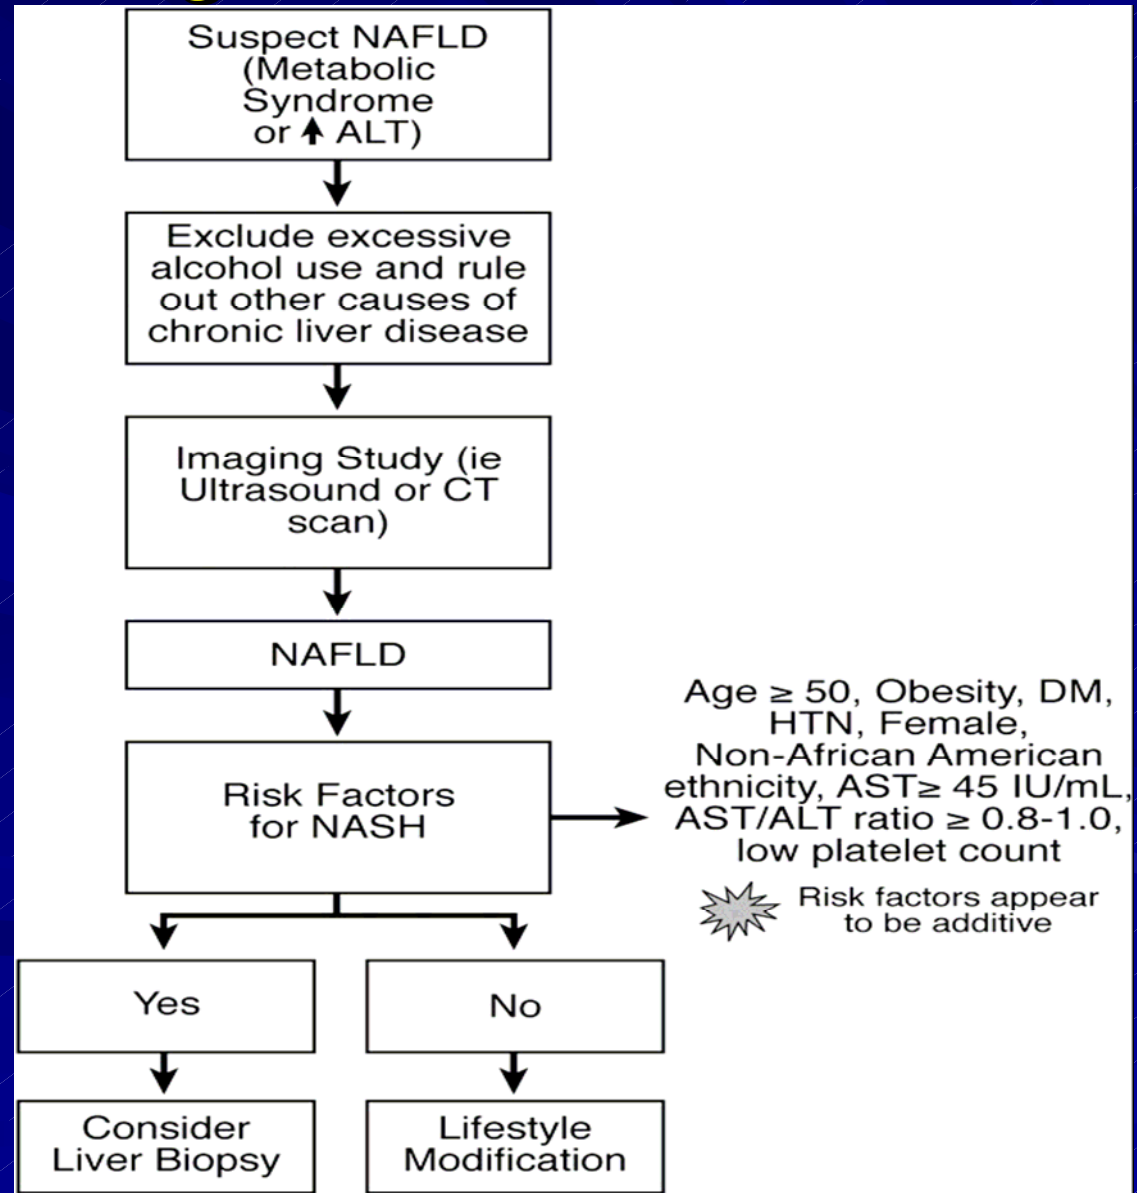 Suspect NAFLD
(Metabolic
Syndrome
or ↑ ALT)
Exclude excessive
alcohol use and rule
out other causes of
chronic liver disease
Imaging Study (ie
Ultrasound or CT
scan)
NAFLD
Risk Factors
for NASH
Age ≥ 50, Obesity, DM,
HTN, Female,
Non-African American
ethnicity, AST≥ 45 IU/mL,
AST/ALT ratio ≥ 0.8-1.0,
low platelet count
Risk factors appear
to be additive
Yes
No
Consider
Liver Biopsy
Lifestyle
Modification